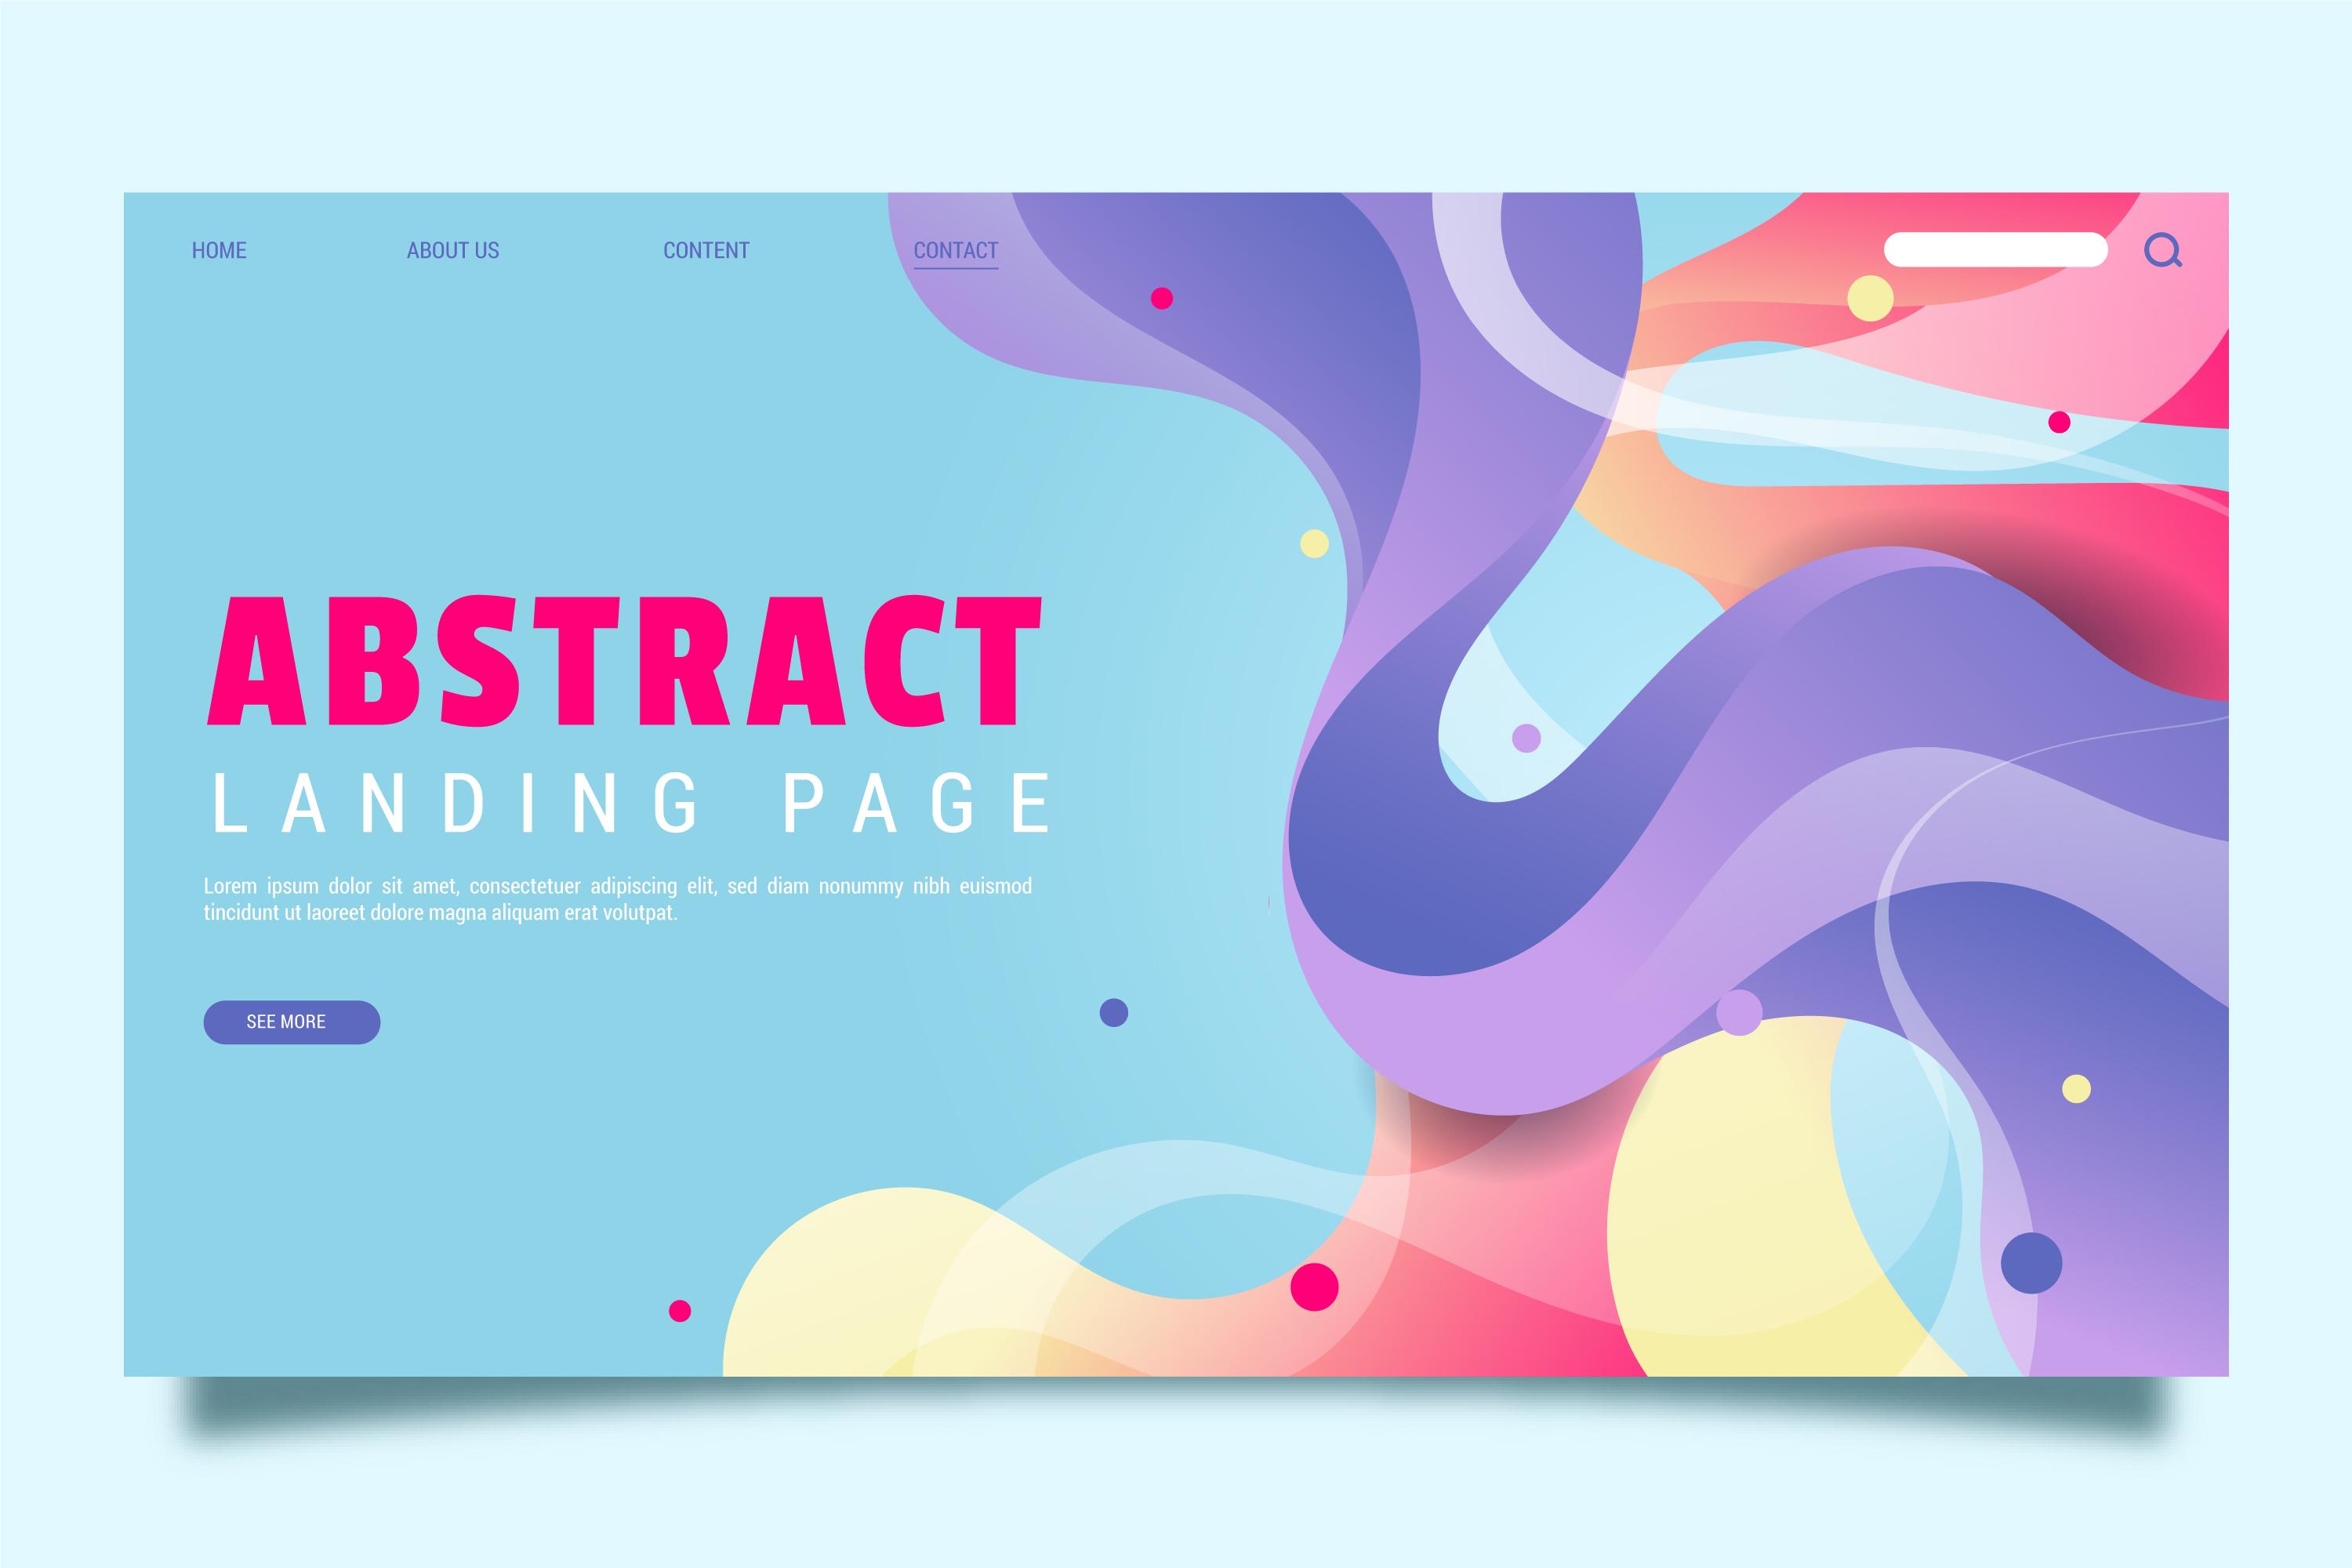 HOME ABOUT US CONTENT CONTACT
ABSTRACT
LANDING PAGE
Lorem ipsum dolor sit amet, consectetuer adipiscing elit, sed diam nonummy nibh euismod
tincidunt ut laoreet dolore magna aliquam erat volutpat.
SEE MORE